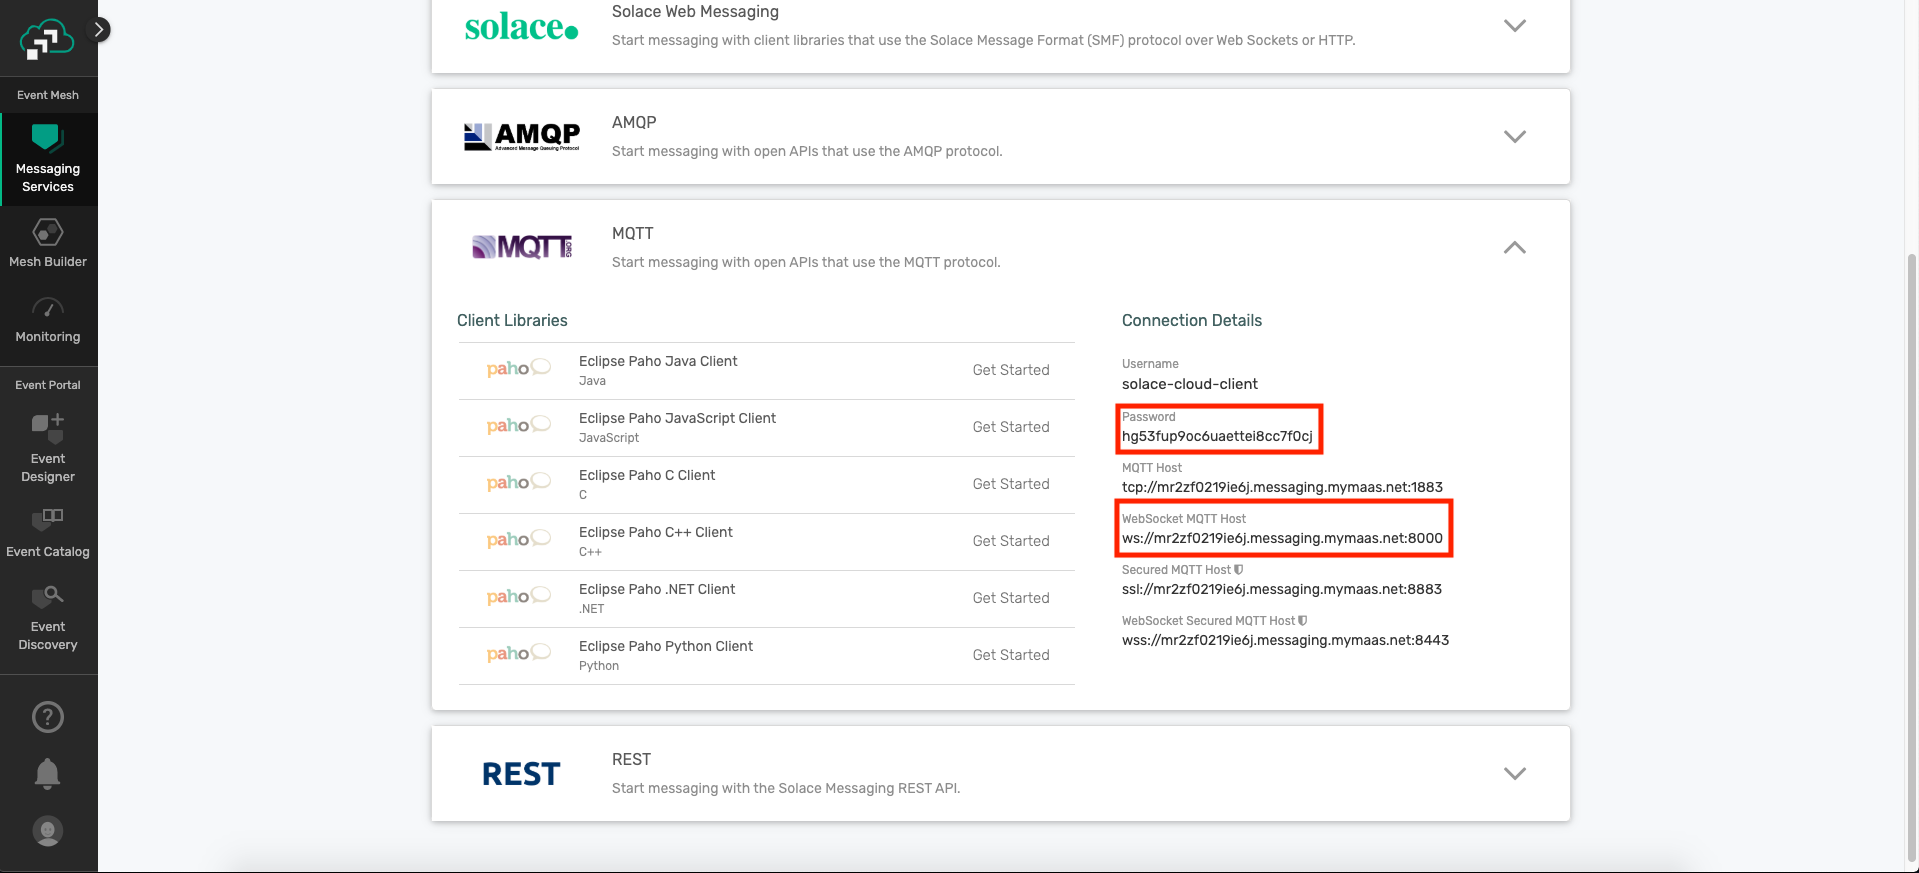 Event Mesh
Messaging
Services
Mesh Builder
Monitoring
Event Portal
Event
Designer
Event Catalog
Event
Discovery
?
solace
Solace Web Messaging
Start messaging with client libraries that use the Solace Message Format (SMF) protocol over Web Sockets or HTTP.
AMQP
Advanced Message Queuing Protocol
AMQP
Start messaging with open APIs that use the AMQP protocol.
MQTT.ORG
MQTT
Start messaging with open APIs that use the MQTT protocol.
Client Libraries
paho
Eclipse Paho Java Client
Java
Get Started
paho
Eclipse Paho JavaScript Client
JavaScript
Get Started
paho
Eclipse Paho C Client
C
Get Started
paho
Eclipse Paho C++ Client
C++
Get Started
paho
Eclipse Paho .NET Client
.NET
Get Started
paho
Eclipse Paho Python Client
Python
Get Started
Connection Details
Username
solace-cloud-client
Password
hg53fup9oc6uaettei8cc7f0cj
MQTT Host
tcp://mr2zf0219ie6j.messaging.mymaas.net:1883
WebSocket MQTT Host
ws://mr2zf0219ie6j.messaging.mymaas.net:8000
Secured MQTT Host
ssl://mr2zf0219ie6j.messaging.mymaas.net:8883
WebSocket Secured MQTT Host
wss://mr2zf0219ie6j.messaging.mymaas.net:8443
REST
REST
Start messaging with the Solace Messaging REST API.